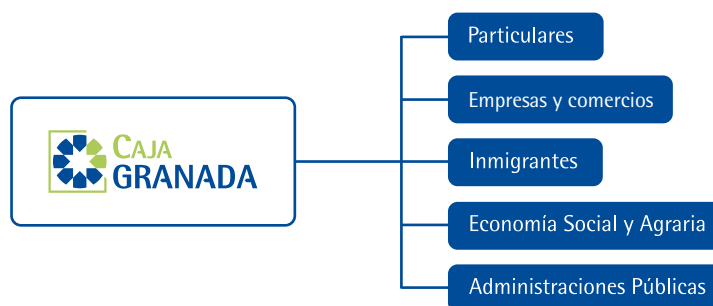 CAJA
GRANADA
Particulares
Empresas y comercios
Inmigrantes
Economía Social y Agraria
Administraciones Públicas